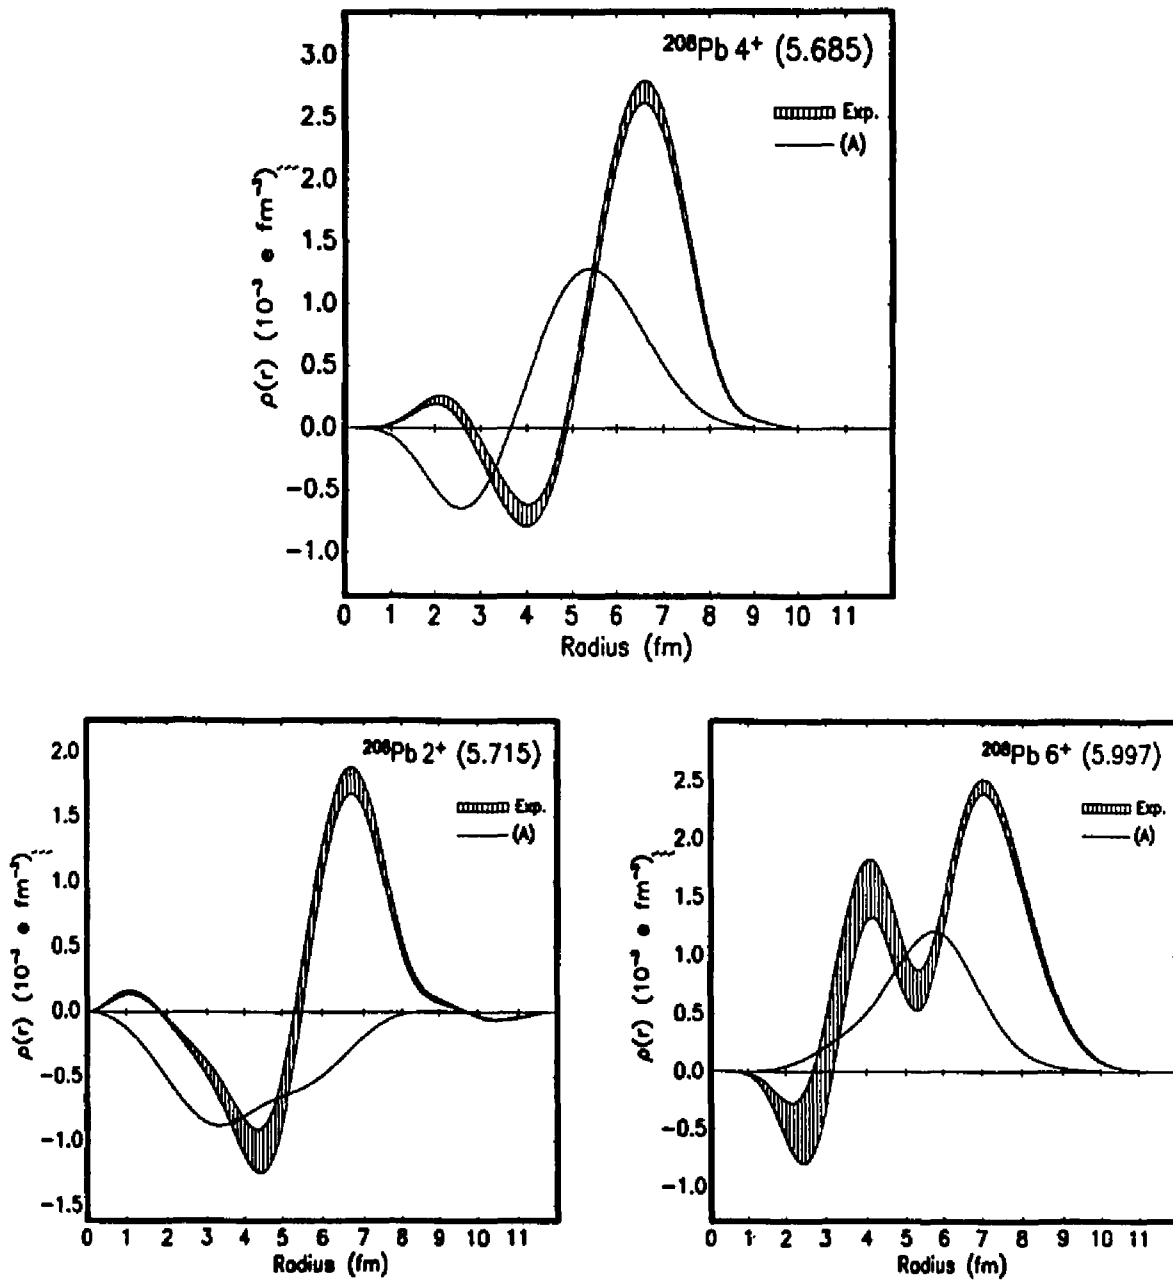 ²⁰⁸Pb 4⁺ (5.685)
Exp.
(A)
3.0
2.5
2.0
1.5
1.0
0.5
0.0
−0.5
−1.0
ρ(r) (10⁻³ e fm⁻³)
0 1 2 3 4 5 6 7 8 9 10 11
Radius (fm)
²⁰⁸Pb 2⁺ (5.715)
Exp.
(A)
2.0
1.5
1.0
0.5
0.0
−0.5
−1.0
−1.5
ρ(r) (10⁻³ e fm⁻³)
0 1 2 3 4 5 6 7 8 9 10 11
Radius (fm)
²⁰⁸Pb 6⁺ (5.997)
Exp.
(A)
2.5
2.0
1.5
1.0
0.5
0.0
−0.5
−1.0
ρ(r) (10⁻³ e fm⁻³)
0 1 2 3 4 5 6 7 8 9 10 11
Radius (fm)